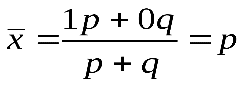 x̅ = (1p + 0q) / (p + q) = p